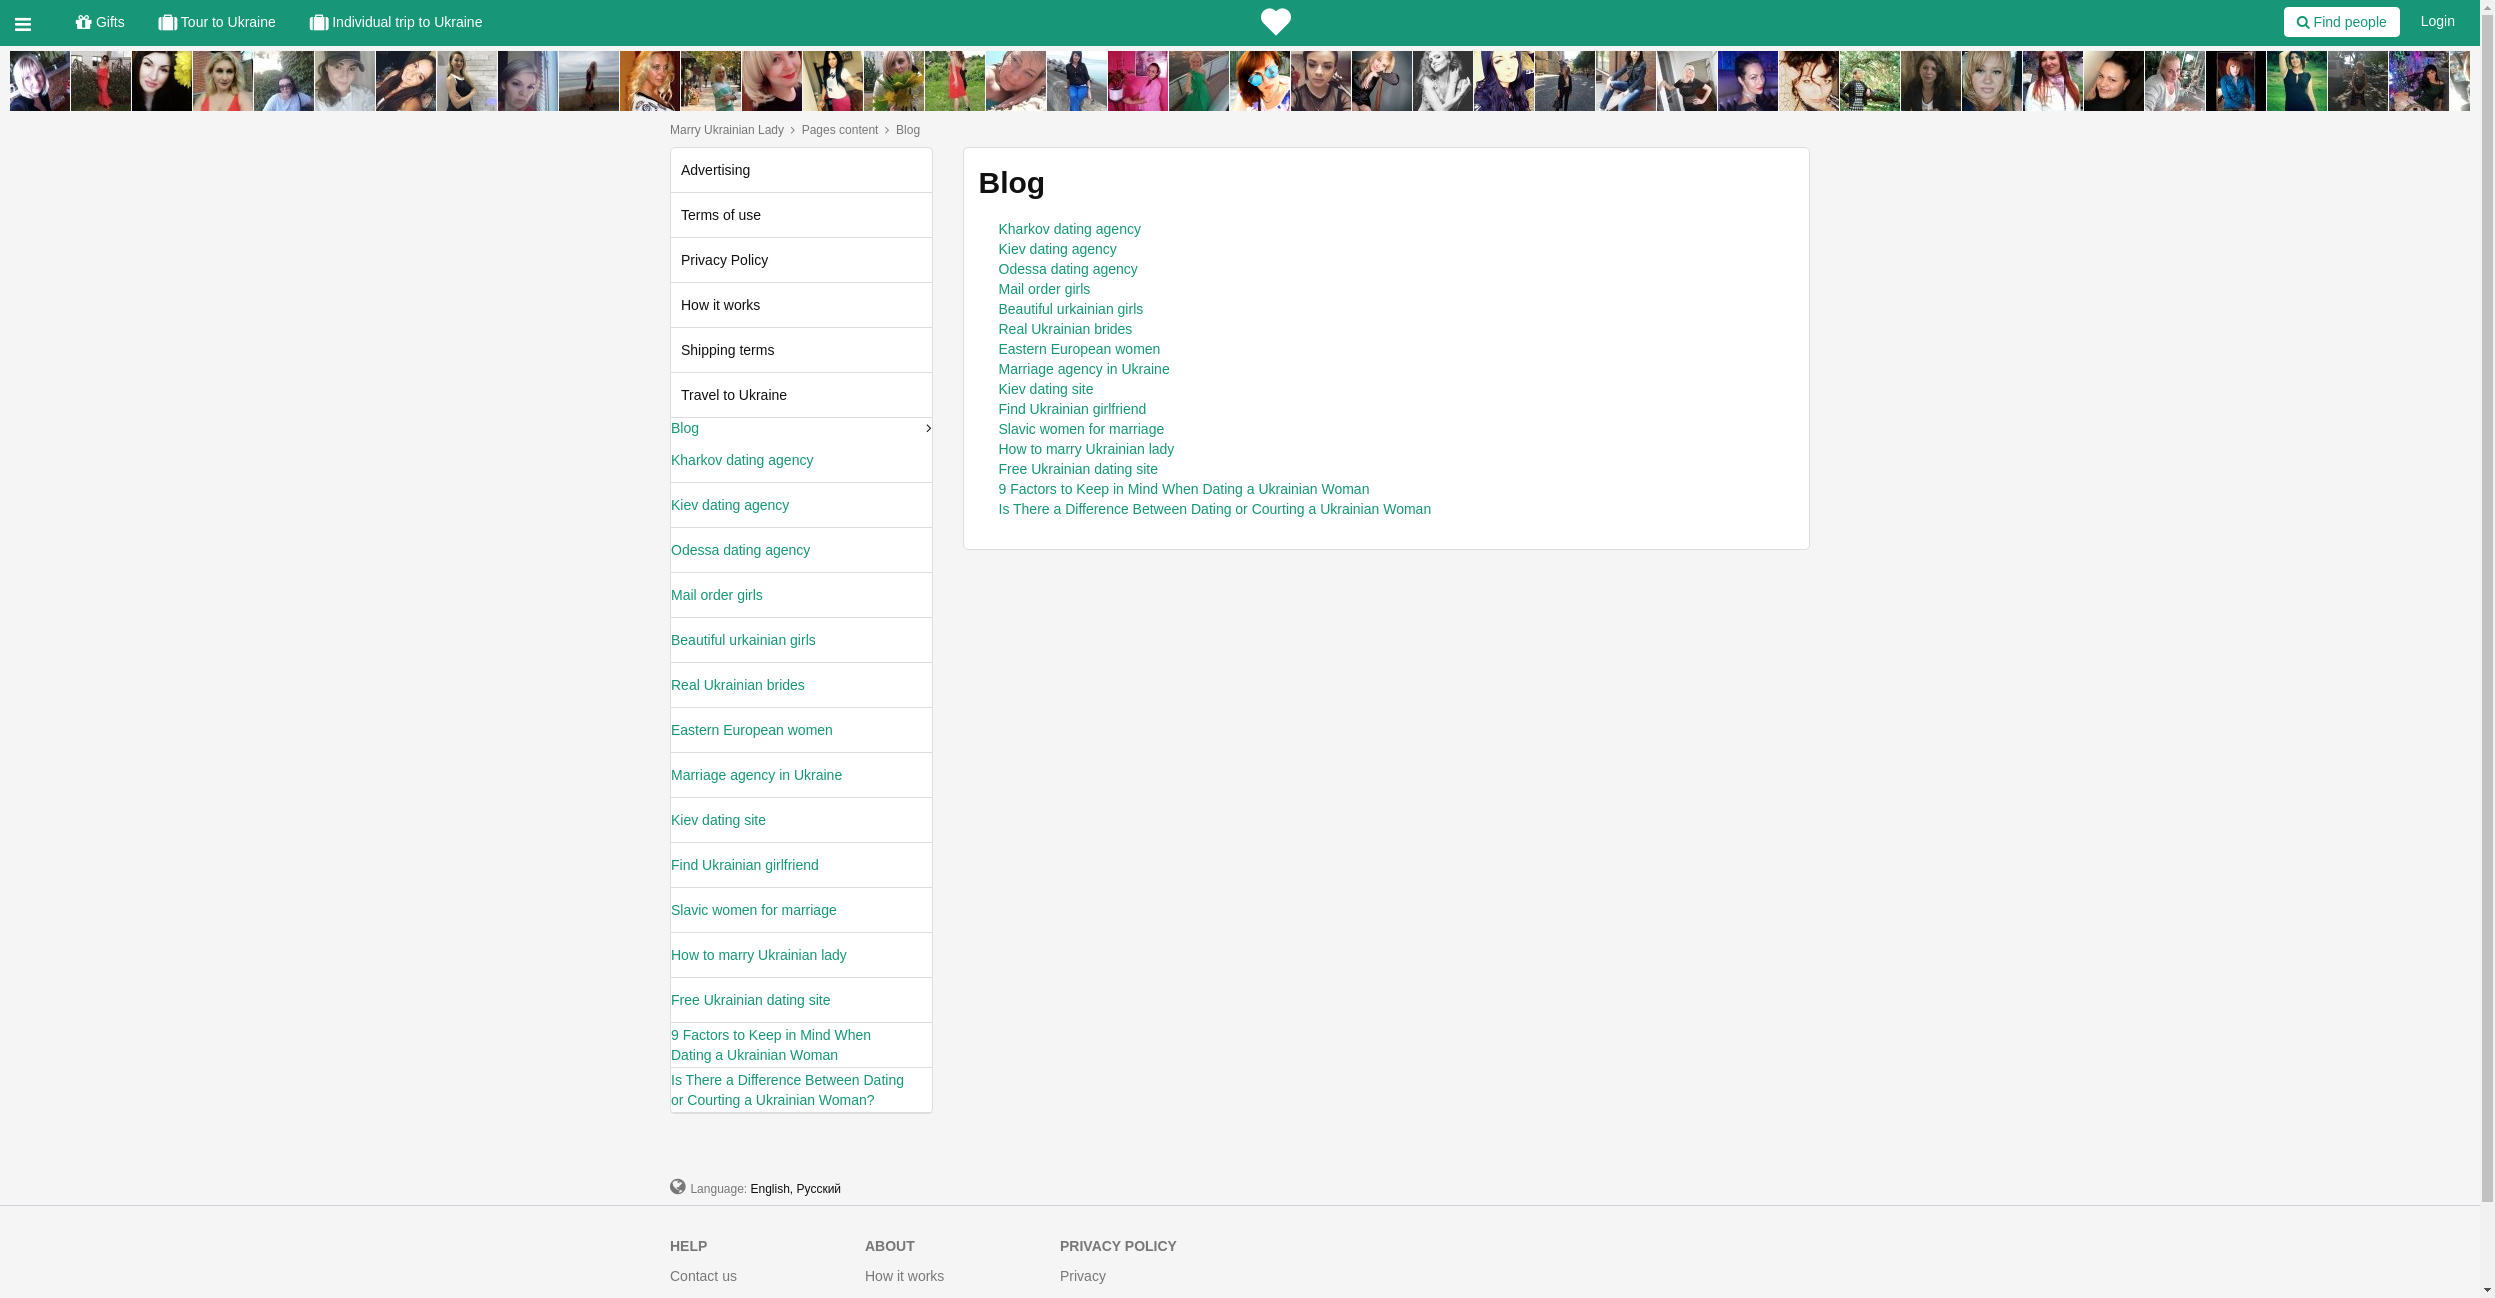 Gifts
Tour to Ukraine
Individual trip to Ukraine
Find people
Login
Marry Ukrainian Lady
Pages content
Blog
Advertising
Terms of use
Privacy Policy
How it works
Shipping terms
Travel to Ukraine
Blog
Kharkov dating agency
Kiev dating agency
Odessa dating agency
Mail order girls
Beautiful urkainian girls
Real Ukrainian brides
Eastern European women
Marriage agency in Ukraine
Kiev dating site
Find Ukrainian girlfriend
Slavic women for marriage
How to marry Ukrainian lady
Free Ukrainian dating site
9 Factors to Keep in Mind When
Dating a Ukrainian Woman
Is There a Difference Between Dating
or Courting a Ukrainian Woman?
Blog
Kharkov dating agency
Kiev dating agency
Odessa dating agency
Mail order girls
Beautiful urkainian girls
Real Ukrainian brides
Eastern European women
Marriage agency in Ukraine
Kiev dating site
Find Ukrainian girlfriend
Slavic women for marriage
How to marry Ukrainian lady
Free Ukrainian dating site
9 Factors to Keep in Mind When Dating a Ukrainian Woman
Is There a Difference Between Dating or Courting a Ukrainian Woman
Language: English, Русский
HELP
Contact us
ABOUT
How it works
PRIVACY POLICY
Privacy